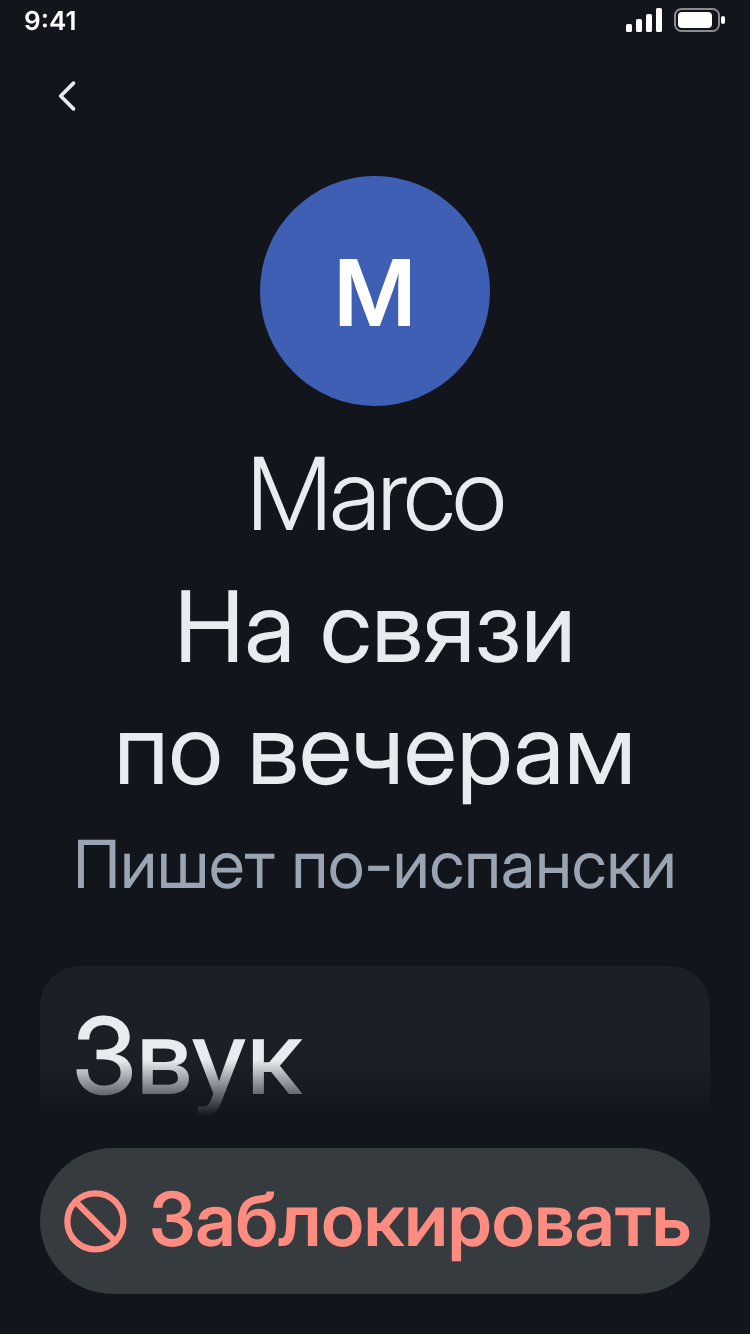 9:41
M
Marco
На связи
по вечерам
Пишет по-испански
Звук
Заблокировать